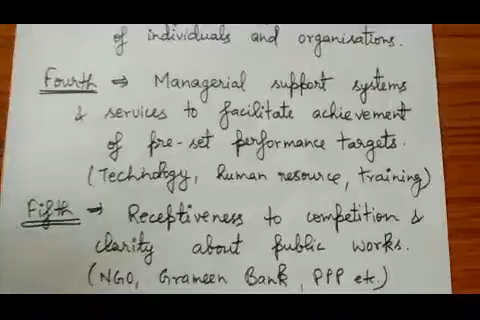 of individuals and organisations.
Fourth → Managerial support systems
& services to facilitate achievement
of pre-set performance targets.
(Technology, human resource, training)
Fifth → Receptiveness to competition &
clarity about public works.
(NGO, Grameen Bank, PPP etc.)